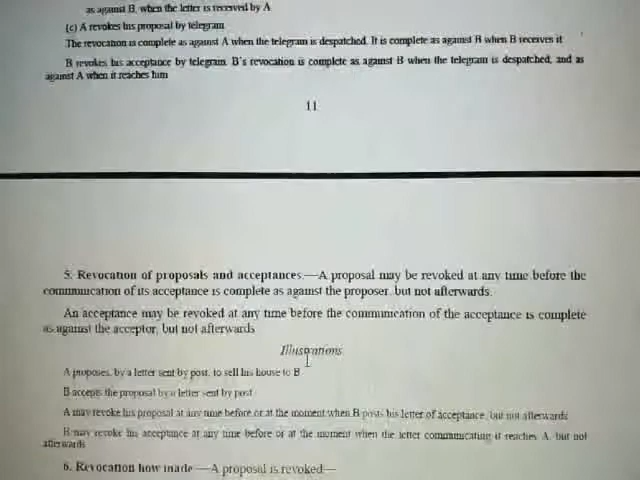 as against B, when the letter is received by A
(c) A revokes his proposal by telegram
The revocation is complete as against A when the telegram is despatched. It is complete as against B when B receives it
B revokes his acceptance by telegram. B's revocation is complete as against B when the telegram is despatched, and as
against A when it reaches him
11
5. Revocation of proposals and acceptances.—A proposal may be revoked at any time before the
communication of its acceptance is complete as against the proposer, but not afterwards.
An acceptance may be revoked at any time before the communication of the acceptance is complete
as against the acceptor, but not afterwards
Illustrations
A proposes, by a letter sent by post, to sell his house to B
B accepts the proposal by a letter sent by post
A may revoke his proposal at any time before or at the moment when B posts his letter of acceptance, but not afterwards
B may revoke his acceptance at any time before or at the moment when the letter communicating it reaches A, but not
afterwards
6. Revocation how made —A proposal is revoked—